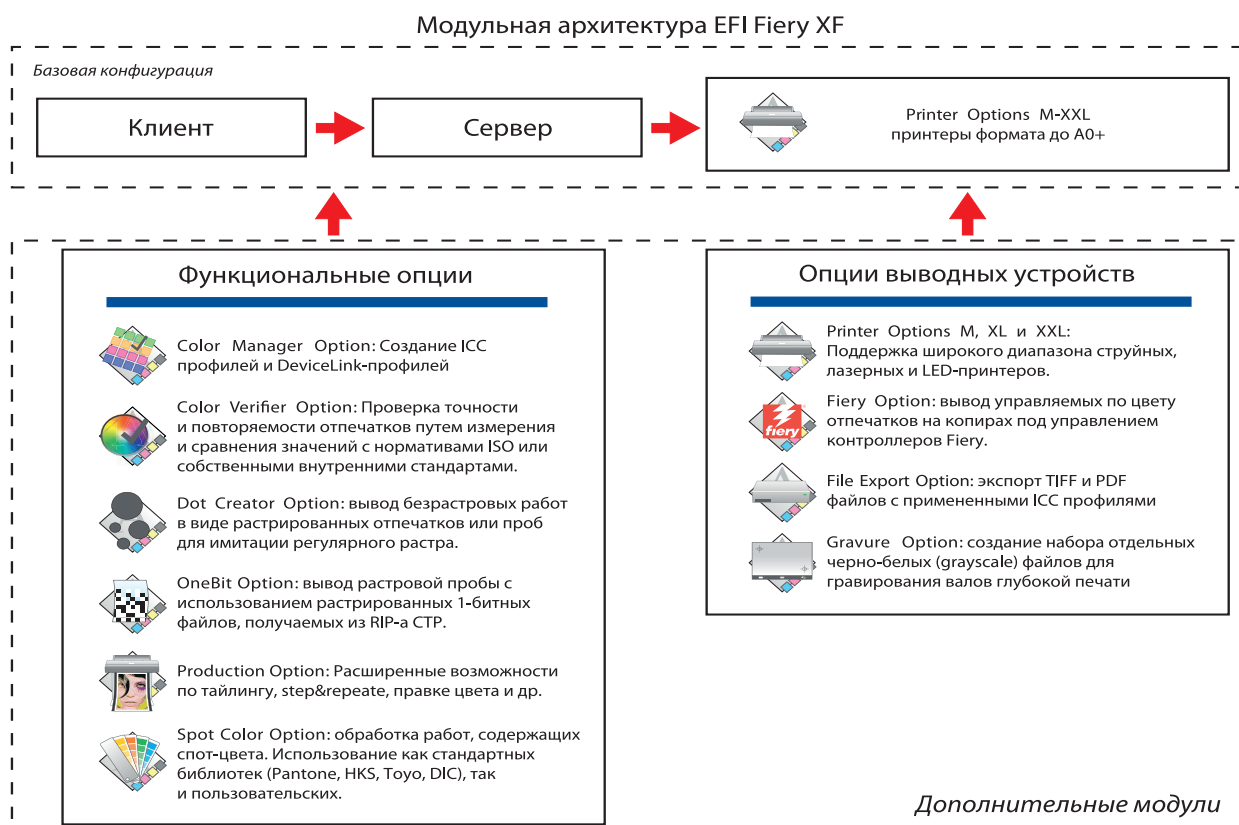 Модульная архитектура EFI Fiery XF
Базовая конфигурация
Клиент
Сервер
Printer Options M-XXL
принтеры формата до A0+
Функциональные опции
Color Manager Option: Создание ICC
профилей и DeviceLink-профилей
Color Verifier Option: Проверка точности
и повторяемости отпечатков путем измерения
и сравнения значений с нормативами ISO или
собственными внутренними стандартами.
Dot Creator Option: вывод безрастровых работ
в виде растрированных отпечатков или проб
для имитации регулярного растра.
OneBit Option: вывод растровой пробы с
использованием растрированных 1-битных
файлов, получаемых из RIP-а CTP.
Production Option: Расширенные возможности
по тайлингу, step&repeate, правке цвета и др.
Spot Color Option: обработка работ, содержащих
спот-цвета. Использование как стандартных
библиотек (Pantone, HKS, Toyo, DIC), так
и пользовательских.
Опции выводных устройств
Printer Options M, XL и XXL:
Поддержка широкого диапазона струйных,
лазерных и LED-принтеров.
fiery
Fiery Option: вывод управляемых по цвету
отпечатков на копирах под управлением
контроллеров Fiery.
File Export Option: экспорт TIFF и PDF
файлов с примененными ICC профилями
Gravure Option: создание набора отдельных
черно-белых (grayscale) файлов для
гравирования валов глубокой печати
Дополнительные модули